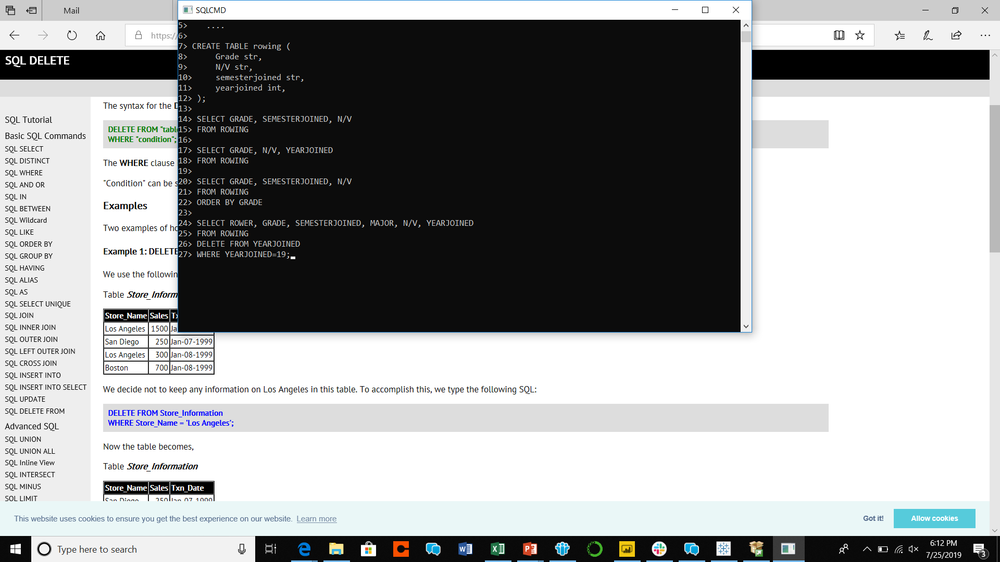 Mail
SQLCMD
https:/
SQL DELETE
5>    ....
6>
7> CREATE TABLE rowing (
8>      Grade str,
9>      N/V str,
10>     semesterjoined str,
11>     yearjoined int,
12> );
13>
14> SELECT GRADE, SEMESTERJOINED, N/V
15> FROM ROWING
16>
17> SELECT GRADE, N/V, YEARJOINED
18> FROM ROWING
19>
20> SELECT GRADE, SEMESTERJOINED, N/V
21> FROM ROWING
22> ORDER BY GRADE
23>
24> SELECT ROWER, GRADE, SEMESTERJOINED, MAJOR, N/V, YEARJOINED
25> FROM ROWING
26> DELETE FROM YEARJOINED
27> WHERE YEARJOINED=19;
SQL Tutorial
Basic SQL Commands
SQL SELECT
SQL DISTINCT
SQL WHERE
SQL AND OR
SQL IN
SQL BETWEEN
SQL Wildcard
SQL LIKE
SQL ORDER BY
SQL GROUP BY
SQL HAVING
SQL ALIAS
SQL AS
SQL SELECT UNIQUE
SQL JOIN
SQL INNER JOIN
SQL OUTER JOIN
SQL LEFT OUTER JOIN
SQL CROSS JOIN
SQL INSERT INTO
SQL INSERT INTO SELECT
SQL UPDATE
SQL DELETE FROM
Advanced SQL
SQL UNION
SQL UNION ALL
SQL Inline View
SQL INTERSECT
SQL MINUS
SQL LIMIT
The syntax for the
DELETE FROM "tabl
WHERE "condition";
The WHERE clause
"Condition" can be s
Examples
Two examples of ho
Example 1: DELETE
We use the followin
Table Store_Inform
Store_Name Sales Tx
Los Angeles 1500 Ja
San Diego 250 Jan-07-1999
Los Angeles 300 Jan-08-1999
Boston 700 Jan-08-1999
We decide not to keep any information on Los Angeles in this table. To accomplish this, we type the following SQL:
DELETE FROM Store_Information
WHERE Store_Name = 'Los Angeles';
Now the table becomes,
Table Store_Information
Store_Name Sales Txn_Date
San Diego 250 Jan-07-1999
This website uses cookies to ensure you get the best experience on our website. Learn more
Got it!
Allow cookies
Type here to search
6:12 PM
7/25/2019
3